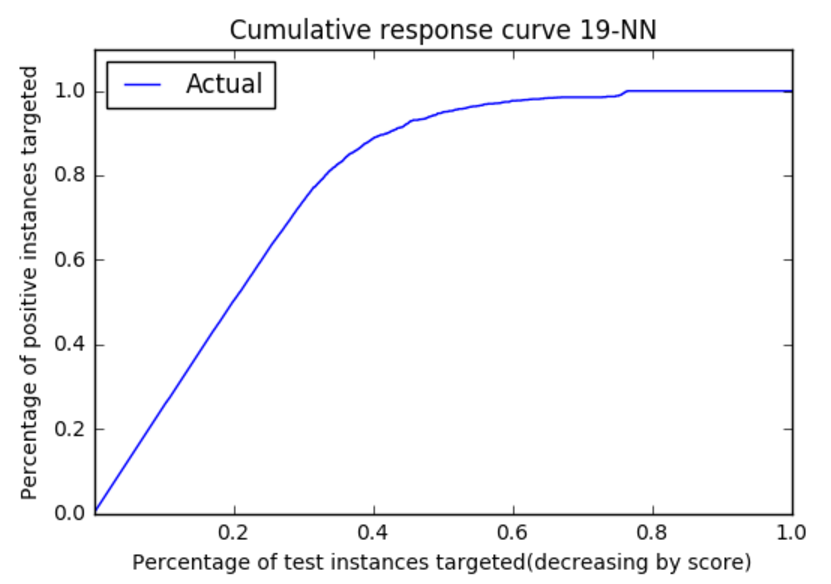 Cumulative response curve 19-NN
Actual
Percentage of positive instances targeted
1.0
0.8
0.6
0.4
0.2
0.0
0.2 0.4 0.6 0.8 1.0
Percentage of test instances targeted(decreasing by score)